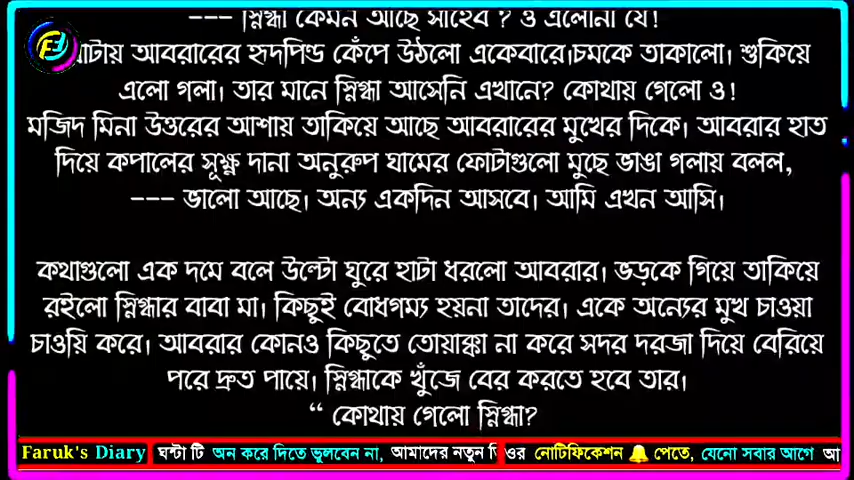 --- স্নিগ্ধা কেমন আছে সাহেব ? ও এলোনা যে!
আবরারের হৃদপিন্ড কেঁপে উঠলো একেবারে।চমকে তাকালো। শুকিয়ে
এলো গলা। তার মানে স্নিগ্ধা আসেনি এখানে? কোথায় গেলো ও!
মজিদ মিনা উত্তরের আশায় তাকিয়ে আছে আবরারের মুখের দিকে। আবরার হাত
দিয়ে কপালের সূক্ষ্ণ দানা অনুরুপ ঘামের ফোটাগুলো মুছে ভাঙা গলায় বলল,
--- ভালো আছে। অন্য একদিন আসবে। আমি এখন আসি।
কথাগুলো এক দমে বলে উল্টো ঘুরে হাটা ধরলো আবরার। ভড়কে গিয়ে তাকিয়ে
রইলো স্নিগ্ধার বাবা মা। কিছুই বোধগম্য হয়না তাদের। একে অন্যের মুখ চাওয়া
চাওয়ি করে। আবরার কোনও কিছুতে তোয়াক্কা না করে সদর দরজা দিয়ে বেরিয়ে
পরে দ্রুত পায়ে। স্নিগ্ধাকে খুঁজে বের করতে হবে তার।
“ কোথায় গেলো স্নিগ্ধা?
Faruk's Diary ঘন্টা টি অন করে দিতে ভুলবেন না, আমাদের নতুন ওর নোটিফিকেশন 🔔 পেতে, যেনো সবার আগে আ